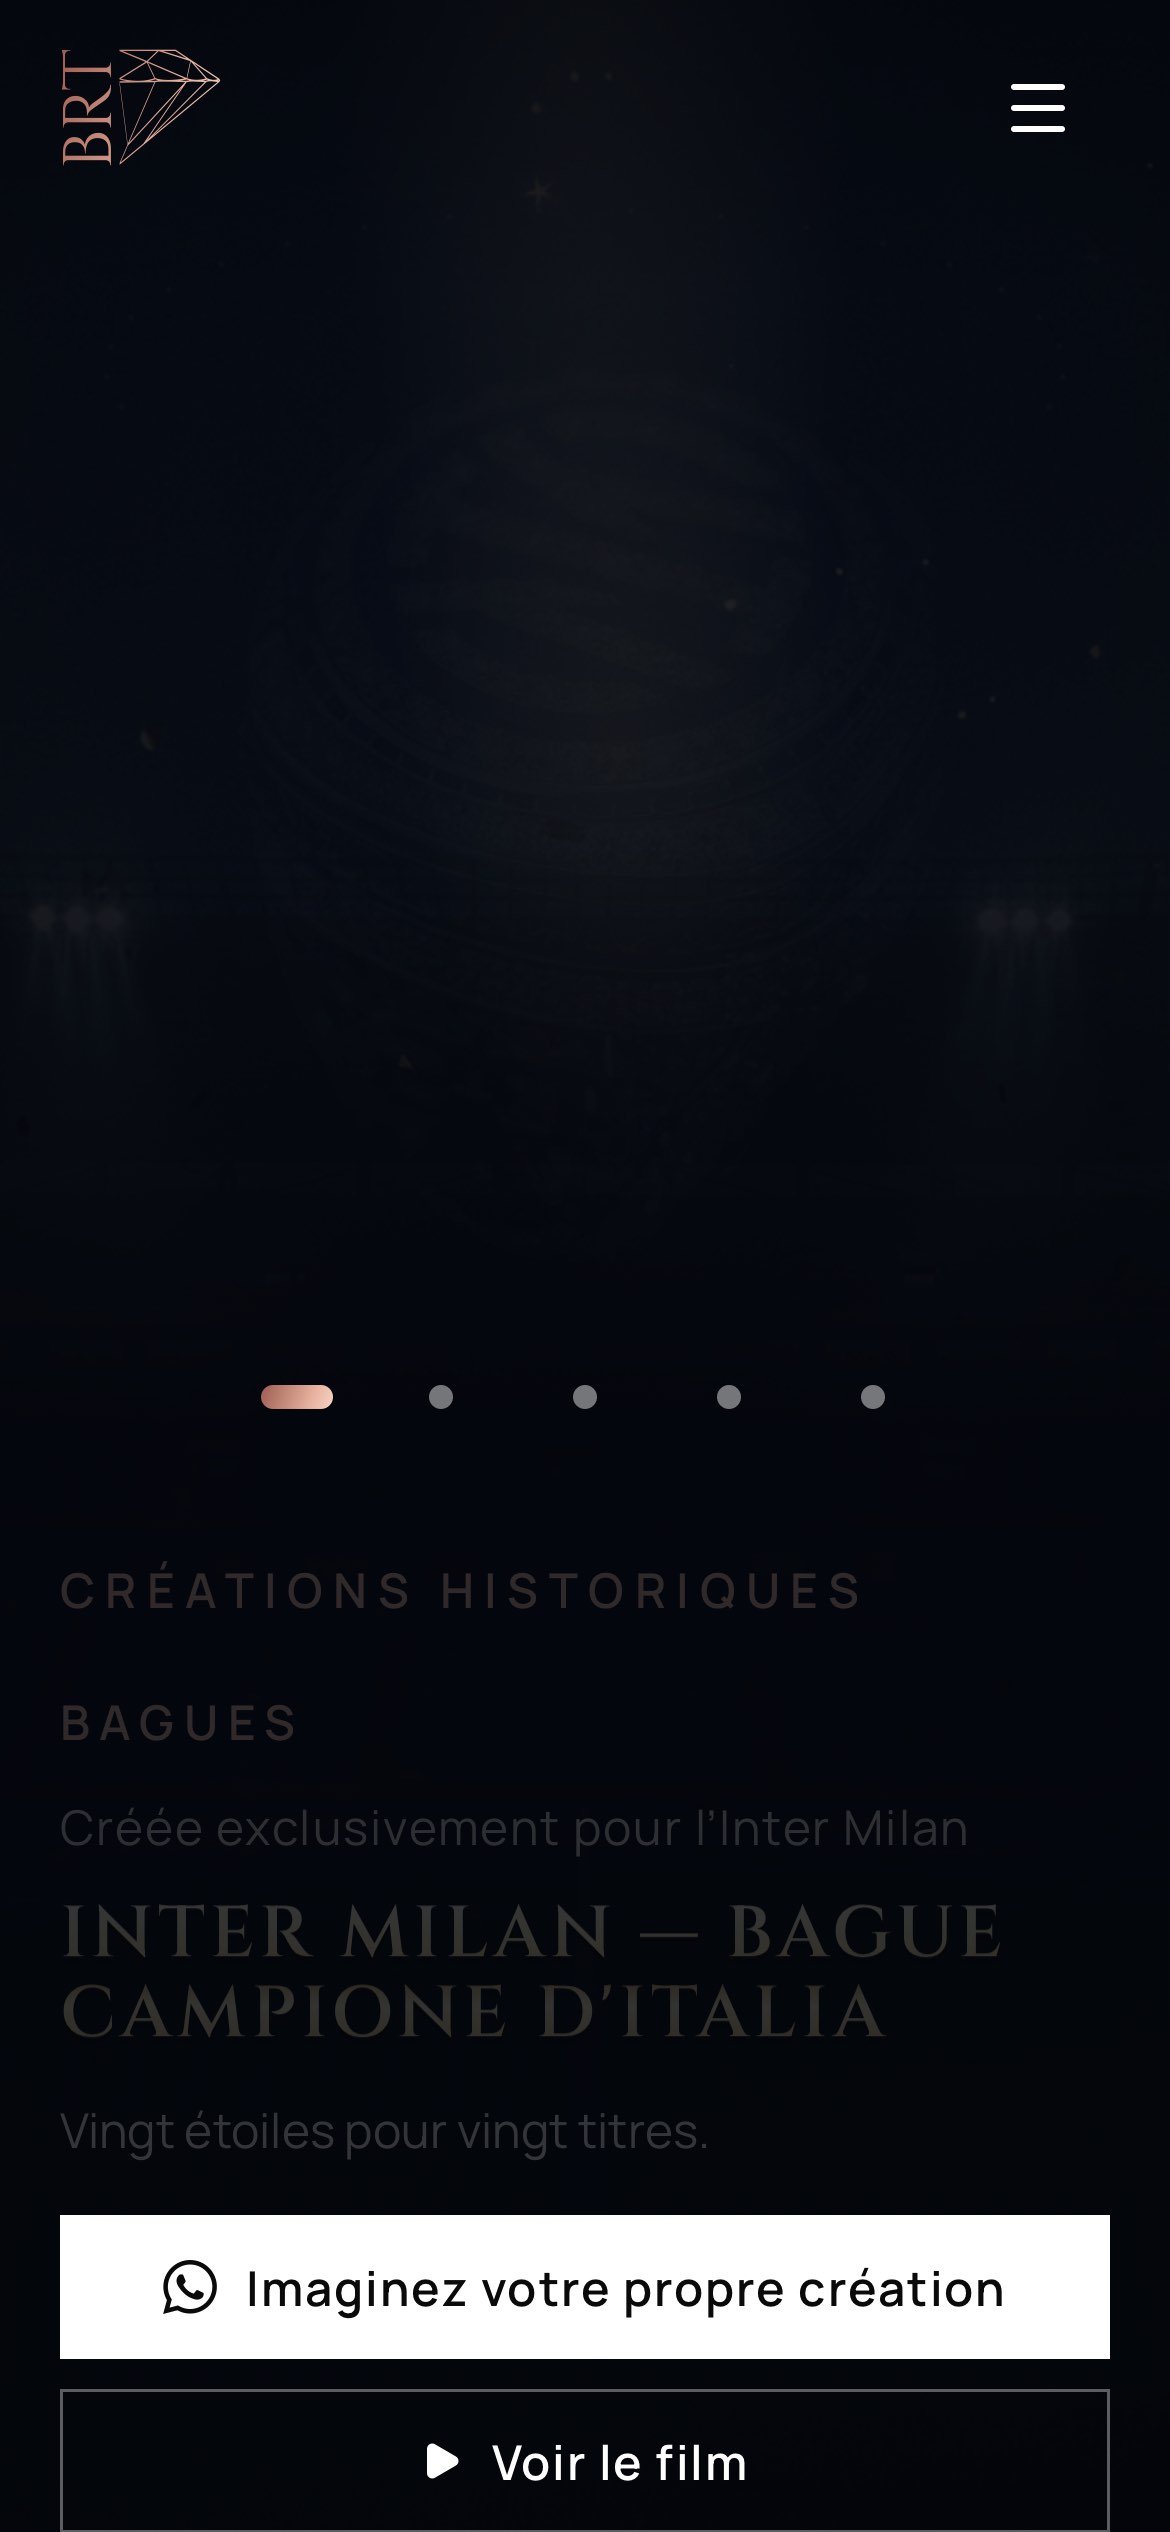 BRT
CRÉATIONS HISTORIQUES
BAGUES
Créée exclusivement pour l’Inter Milan
INTER MILAN — BAGUE
CAMPIONE D'ITALIA
Vingt étoiles pour vingt titres.
Imaginez votre propre création
Voir le film